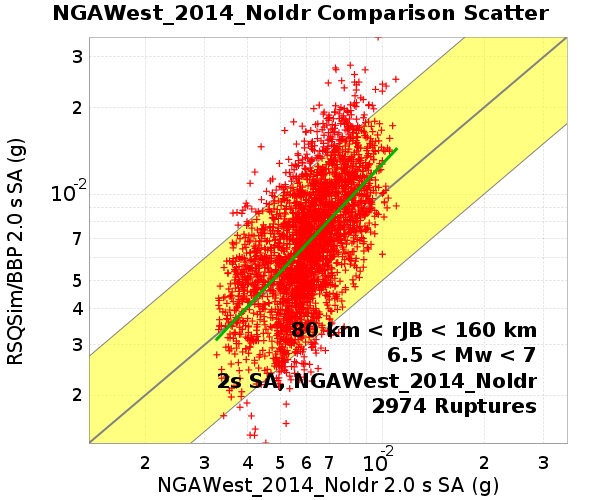 NGAWest_2014_NoIdr Comparison Scatter
RSQSim/BBP 2.0 s SA (g)
3
2
10-2
7
5
4
3
2
80 km < rJB < 160 km
6.5 < Mw < 7
2s SA, NGAWest_2014_NoIdr
2974 Ruptures
2 3 4 5 6 7 10-2 2 3
NGAWest_2014_NoIdr 2.0 s SA (g)